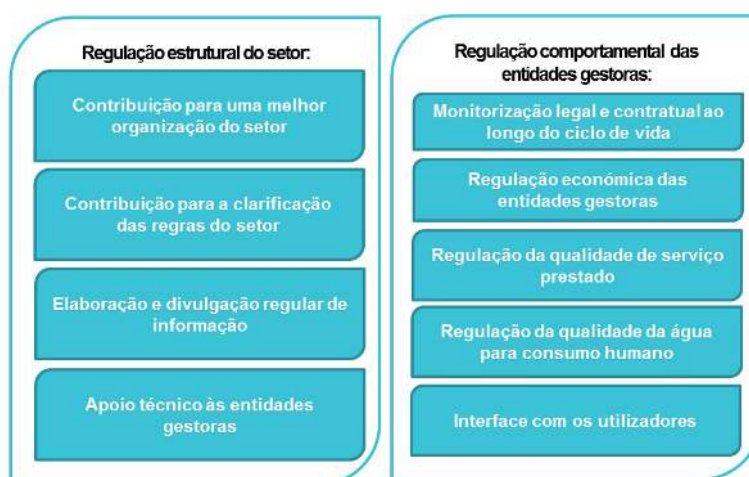 Regulação estrutural do setor:
Contribuição para uma melhor
organização do setor
Contribuição para a clarificação
das regras do setor
Elaboração e divulgação regular de
informação
Apoio técnico às entidades
gestoras
Regulação comportamental das
entidades gestoras:
Monitorização legal e contratual ao
longo do ciclo de vida
Regulação económica das
entidades gestoras
Regulação da qualidade de serviço
prestado
Regulação da qualidade da água
para consumo humano
Interface com os utilizadores